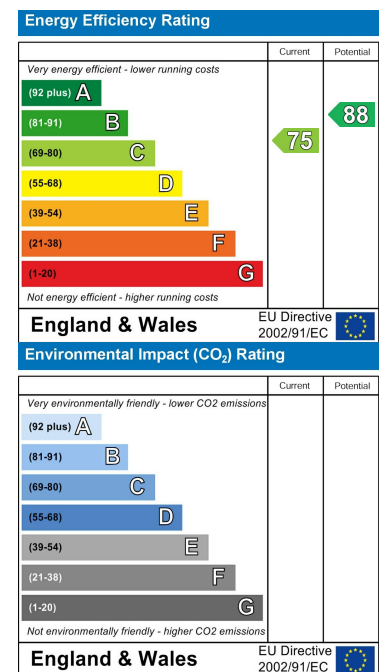 Energy Efficiency Rating
Current Potential
Very energy efficient - lower running costs
(92 plus) A
(81-91) B
88
(69-80) C
75
(55-68) D
(39-54) E
(21-38) F
(1-20) G
Not energy efficient - higher running costs
England & Wales
EU Directive
2002/91/EC
Environmental Impact (CO₂) Rating
Current Potential
Very environmentally friendly - lower CO2 emissions
(92 plus) A
(81-91) B
(69-80) C
(55-68) D
(39-54) E
(21-38) F
(1-20) G
Not environmentally friendly - higher CO2 emissions
England & Wales
EU Directive
2002/91/EC